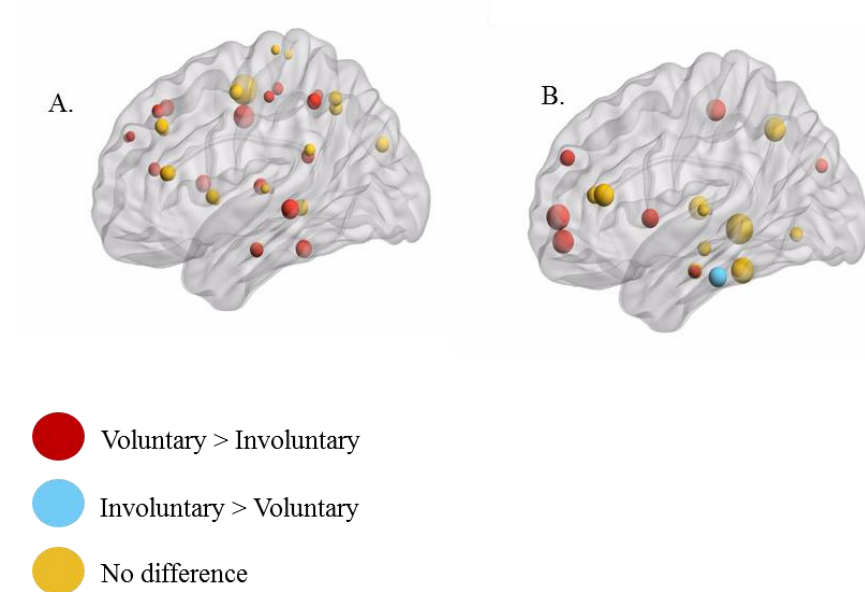 A.
B.
Voluntary > Involuntary
Involuntary > Voluntary
No difference